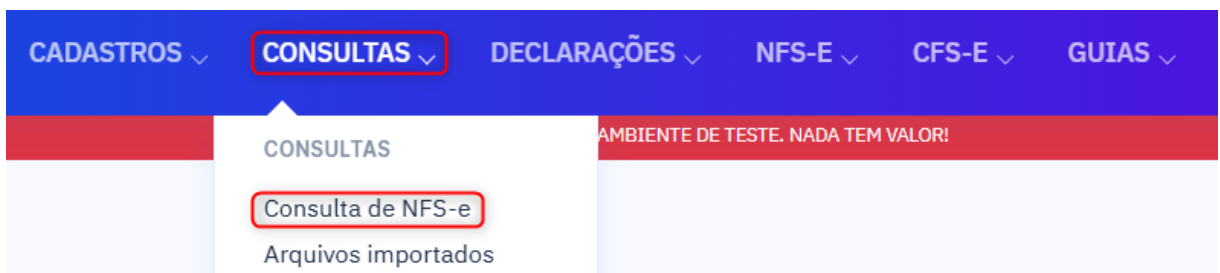 CADASTROS CONSULTAS DECLARAÇÕES NFS-E CFS-E GUIAS
AMBIENTE DE TESTE. NADA TEM VALOR!
CONSULTAS
Consulta de NFS-e
Arquivos importados